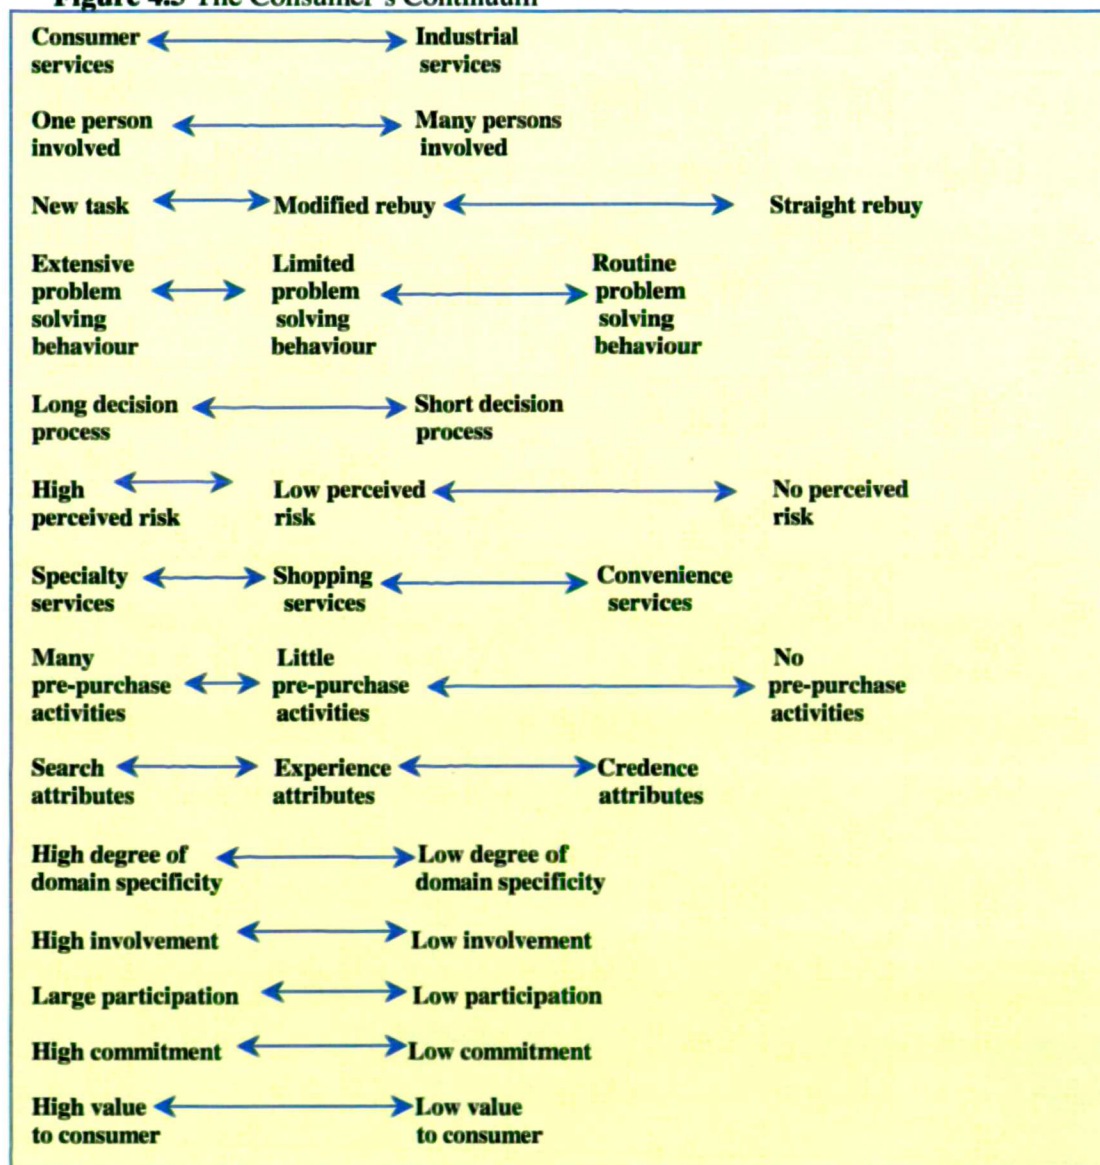 Figure 4.5 The Consumer's Continuum
Consumer services
Industrial services
One person involved
Many persons involved
New task
Modified rebuy
Straight rebuy
Extensive problem solving behaviour
Limited problem solving behaviour
Routine problem solving behaviour
Long decision process
Short decision process
High perceived risk
Low perceived risk
No perceived risk
Specialty services
Shopping services
Convenience services
Many pre-purchase activities
Little pre-purchase activities
No pre-purchase activities
Search attributes
Experience attributes
Credence attributes
High degree of domain specificity
Low degree of domain specificity
High involvement
Low involvement
Large participation
Low participation
High commitment
Low commitment
High value to consumer
Low value to consumer